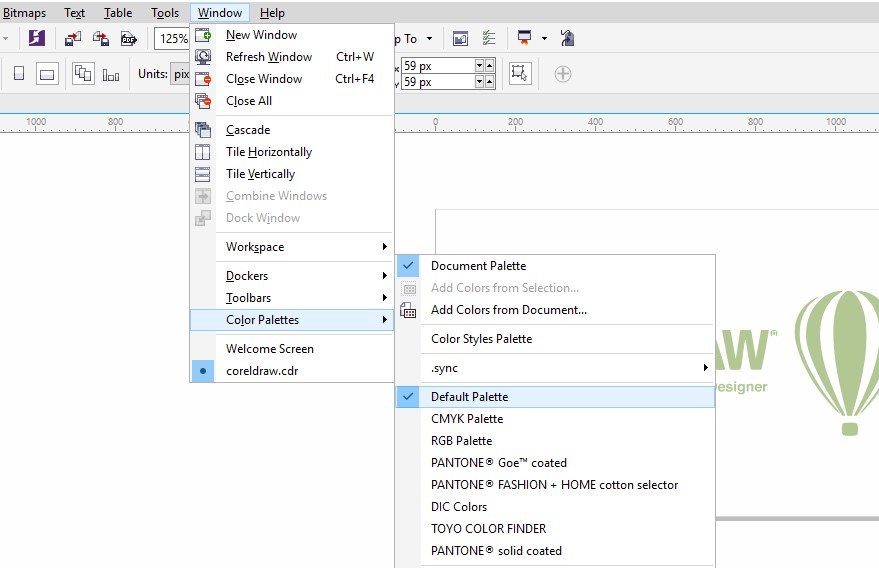 Bitmaps Text Table Tools Window Help
125% p To
Units: pix 59 px
59 px
1000 800 0 200 400 600 800 1000
New Window
Refresh Window Ctrl+W
Close Window Ctrl+F4
Close All
Cascade
Tile Horizontally
Tile Vertically
Combine Windows
Dock Window
Workspace
Dockers
Toolbars
Color Palettes
Welcome Screen
coreldraw.cdr
Document Palette
Add Colors from Selection...
Add Colors from Document...
Color Styles Palette
.sync
Default Palette
CMYK Palette
RGB Palette
PANTONE® Goe™ coated
PANTONE® FASHION + HOME cotton selector
DIC Colors
TOYO COLOR FINDER
PANTONE® solid coated
AW®
esigner